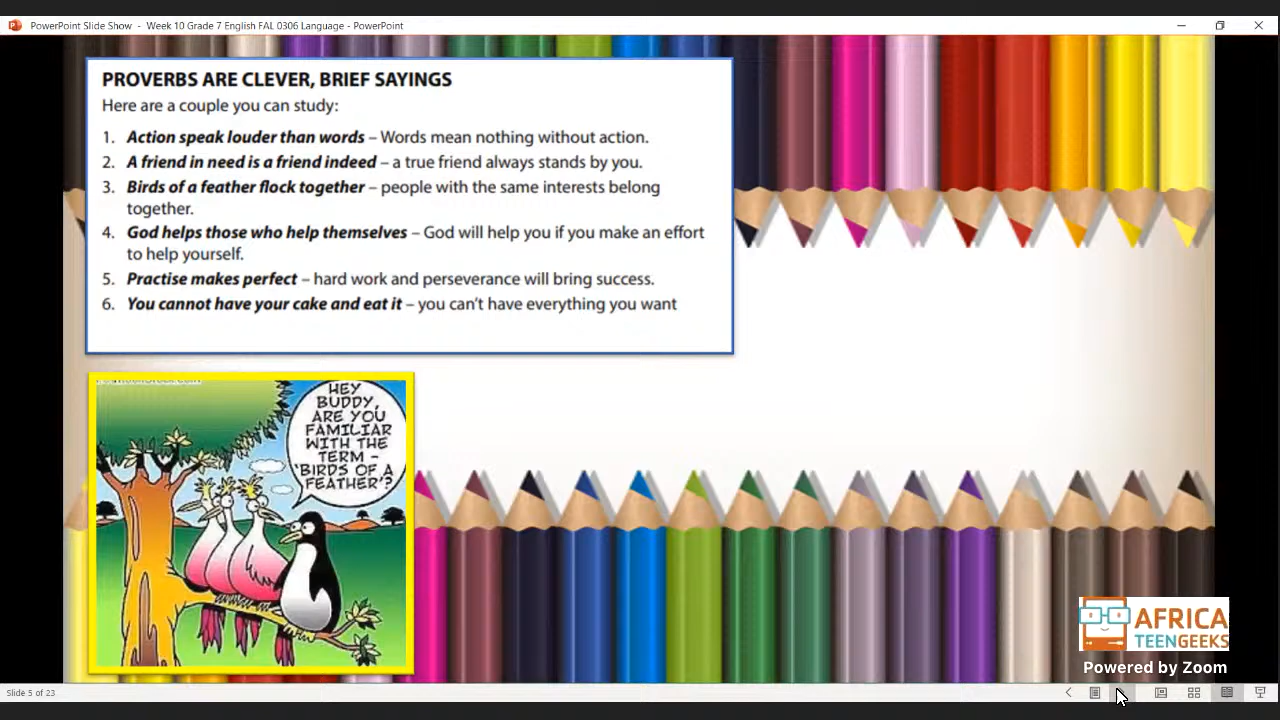 PowerPoint Slide Show - Week 10 Grade 7 English FAL 0306 Language - PowerPoint
PROVERBS ARE CLEVER, BRIEF SAYINGS
Here are a couple you can study:
1. Action speak louder than words – Words mean nothing without action.
2. A friend in need is a friend indeed – a true friend always stands by you.
3. Birds of a feather flock together – people with the same interests belong
together.
4. God helps those who help themselves – God will help you if you make an effort
to help yourself.
5. Practise makes perfect – hard work and perseverance will bring success.
6. You cannot have your cake and eat it – you can't have everything you want
HEY
BUDDY,
ARE YOU
FAMILIAR
WITH THE
TERM -
'BIRDS OF A
FEATHER'?
AFRICA
TEENGEEKS
Powered by Zoom
Slide 5 of 23